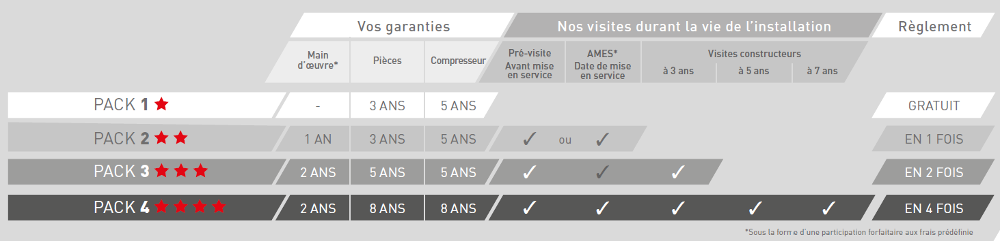 Vos garanties Nos visites durant la vie de l'installation Règlement
Main d'œuvre* Pièces Compresseur Pré-visite Avant mise en service AMES* Date de mise en service Visites constructeurs à 3 ans à 5 ans à 7 ans
PACK 1 - 3 ANS 5 ANS GRATUIT
PACK 2 1 AN 3 ANS 5 ANS ✓ ou ✓ EN 1 FOIS
PACK 3 2 ANS 5 ANS 5 ANS ✓ ✓ ✓ EN 2 FOIS
PACK 4 2 ANS 8 ANS 8 ANS ✓ ✓ ✓ ✓ ✓ EN 4 FOIS
*Sous la forme d'une participation forfaitaire aux frais prédéfinie